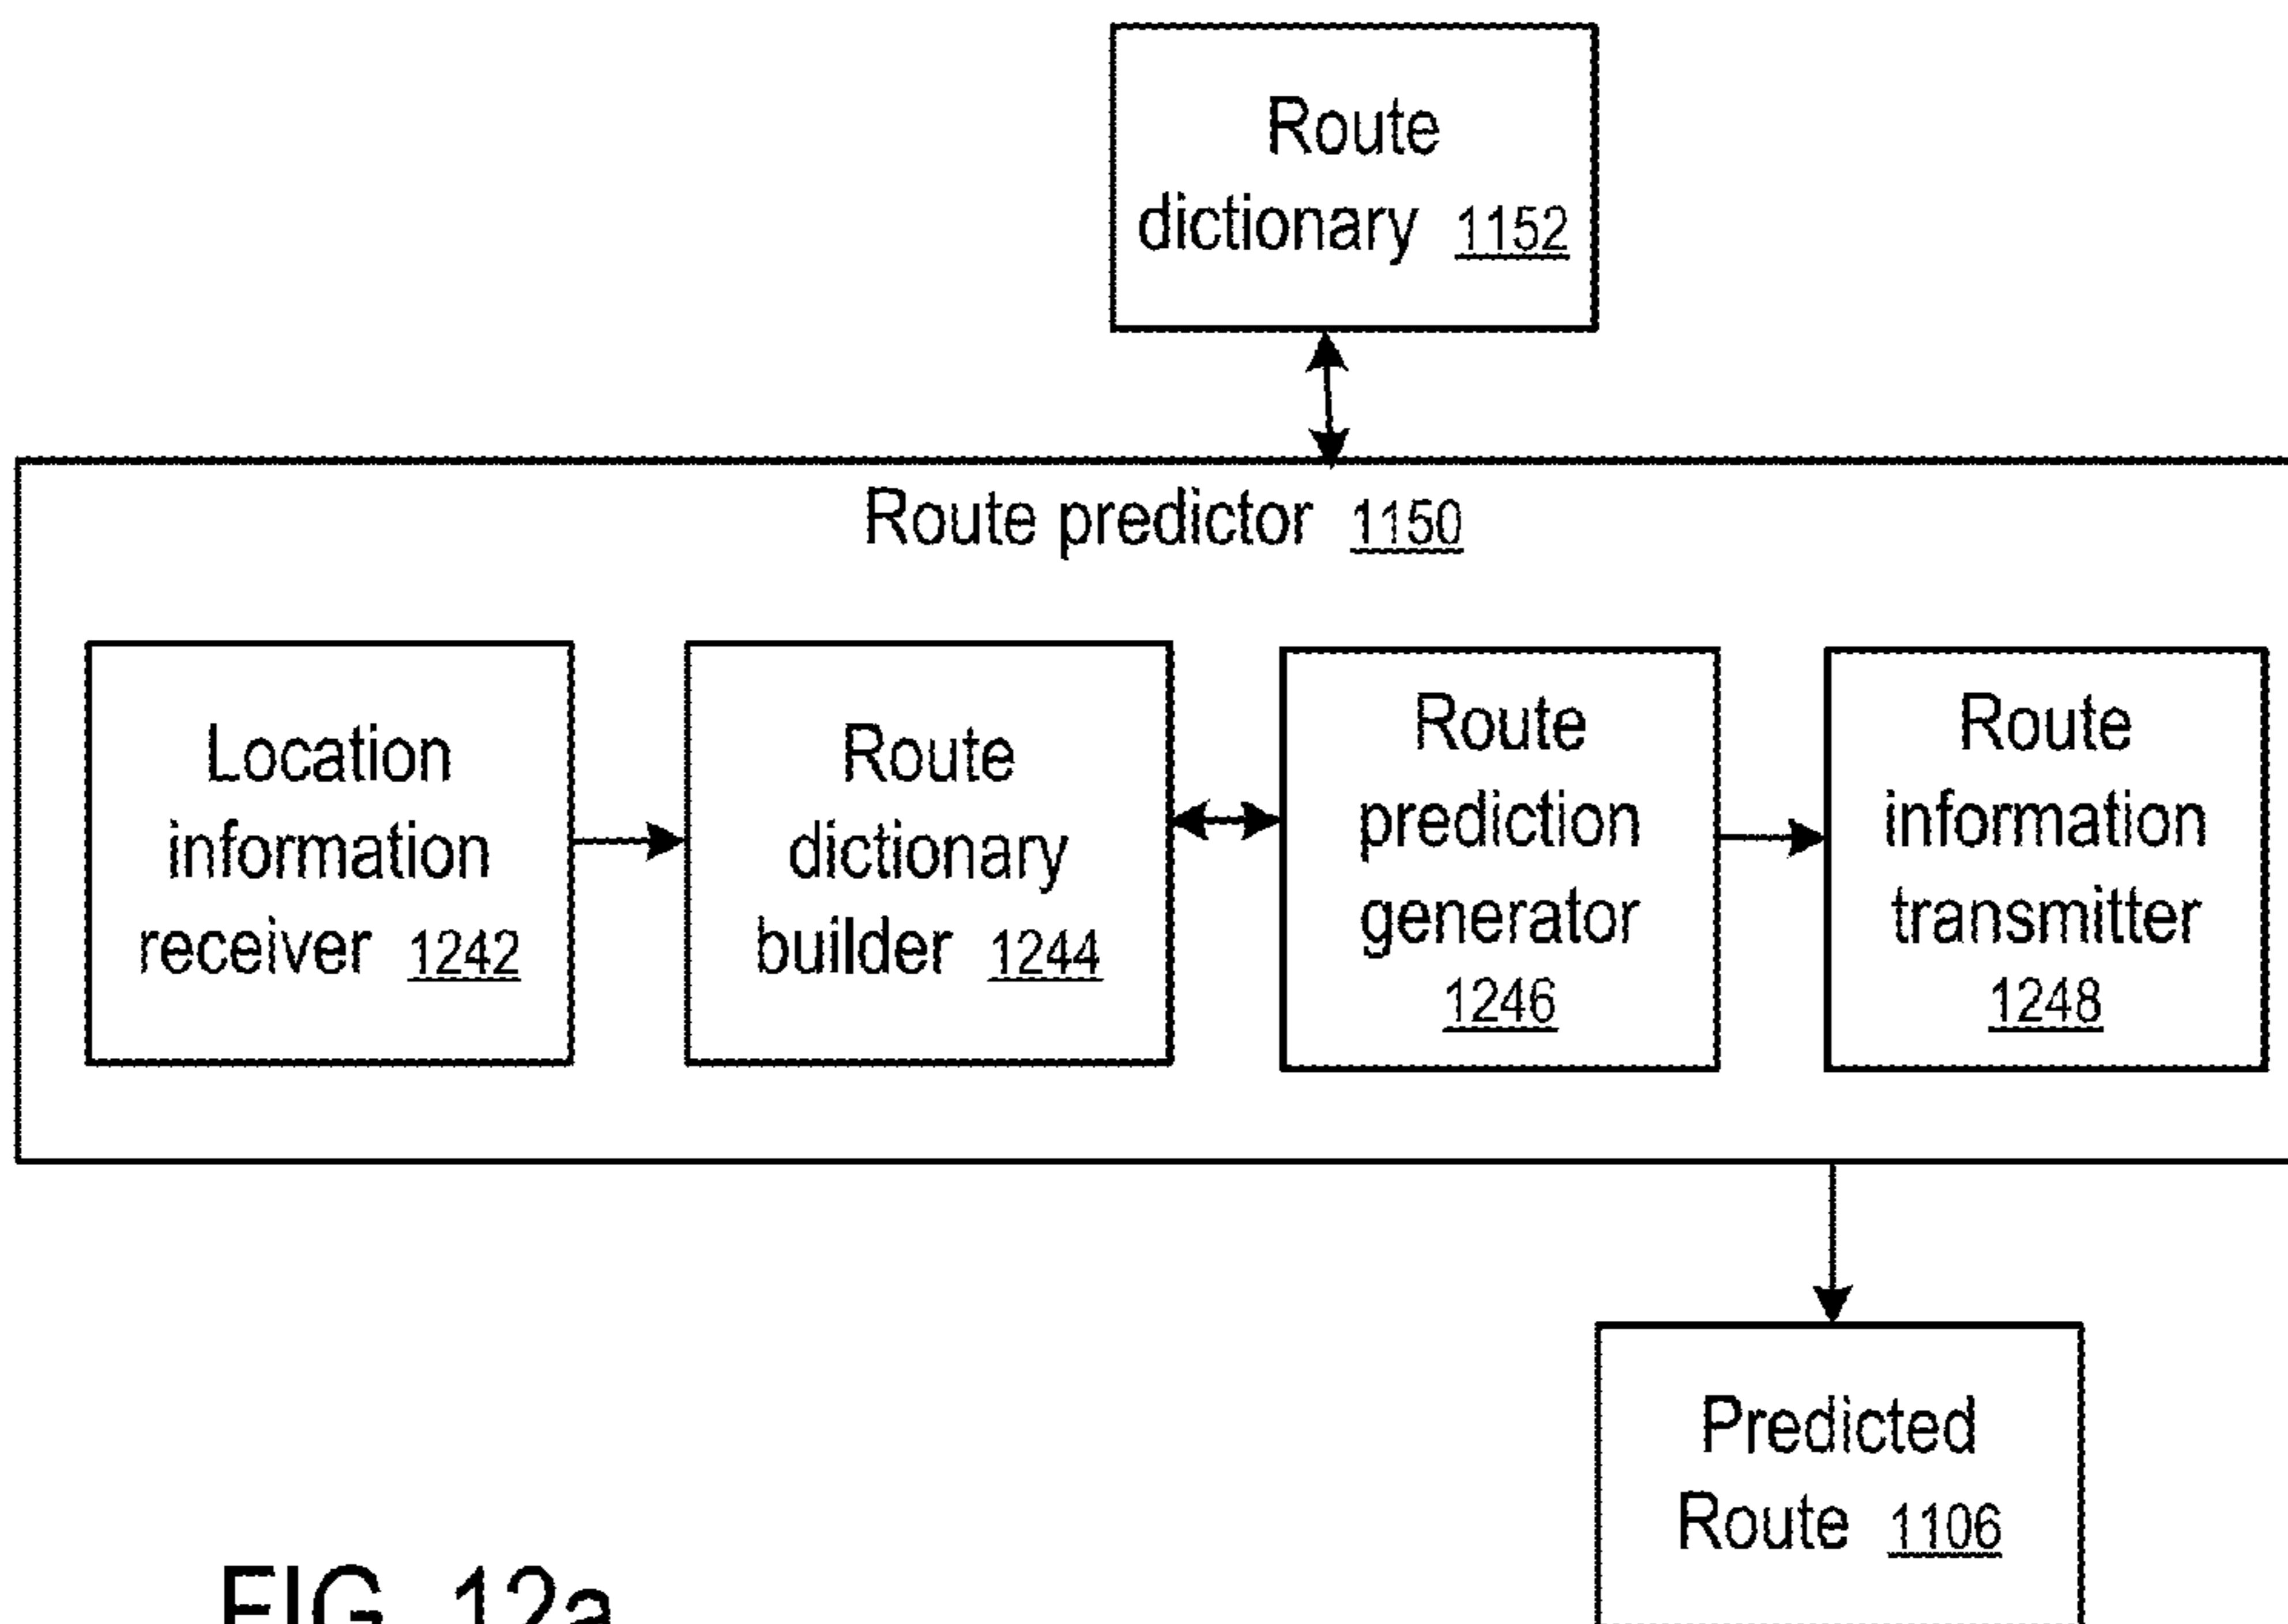 Route
dictionary 1152
Route predictor 1150
Location
information
receiver 1242
Route
dictionary
builder 1244
Route
prediction
generator
1246
Route
information
transmitter
1248
Predicted
Route 1106
FIG. 12a